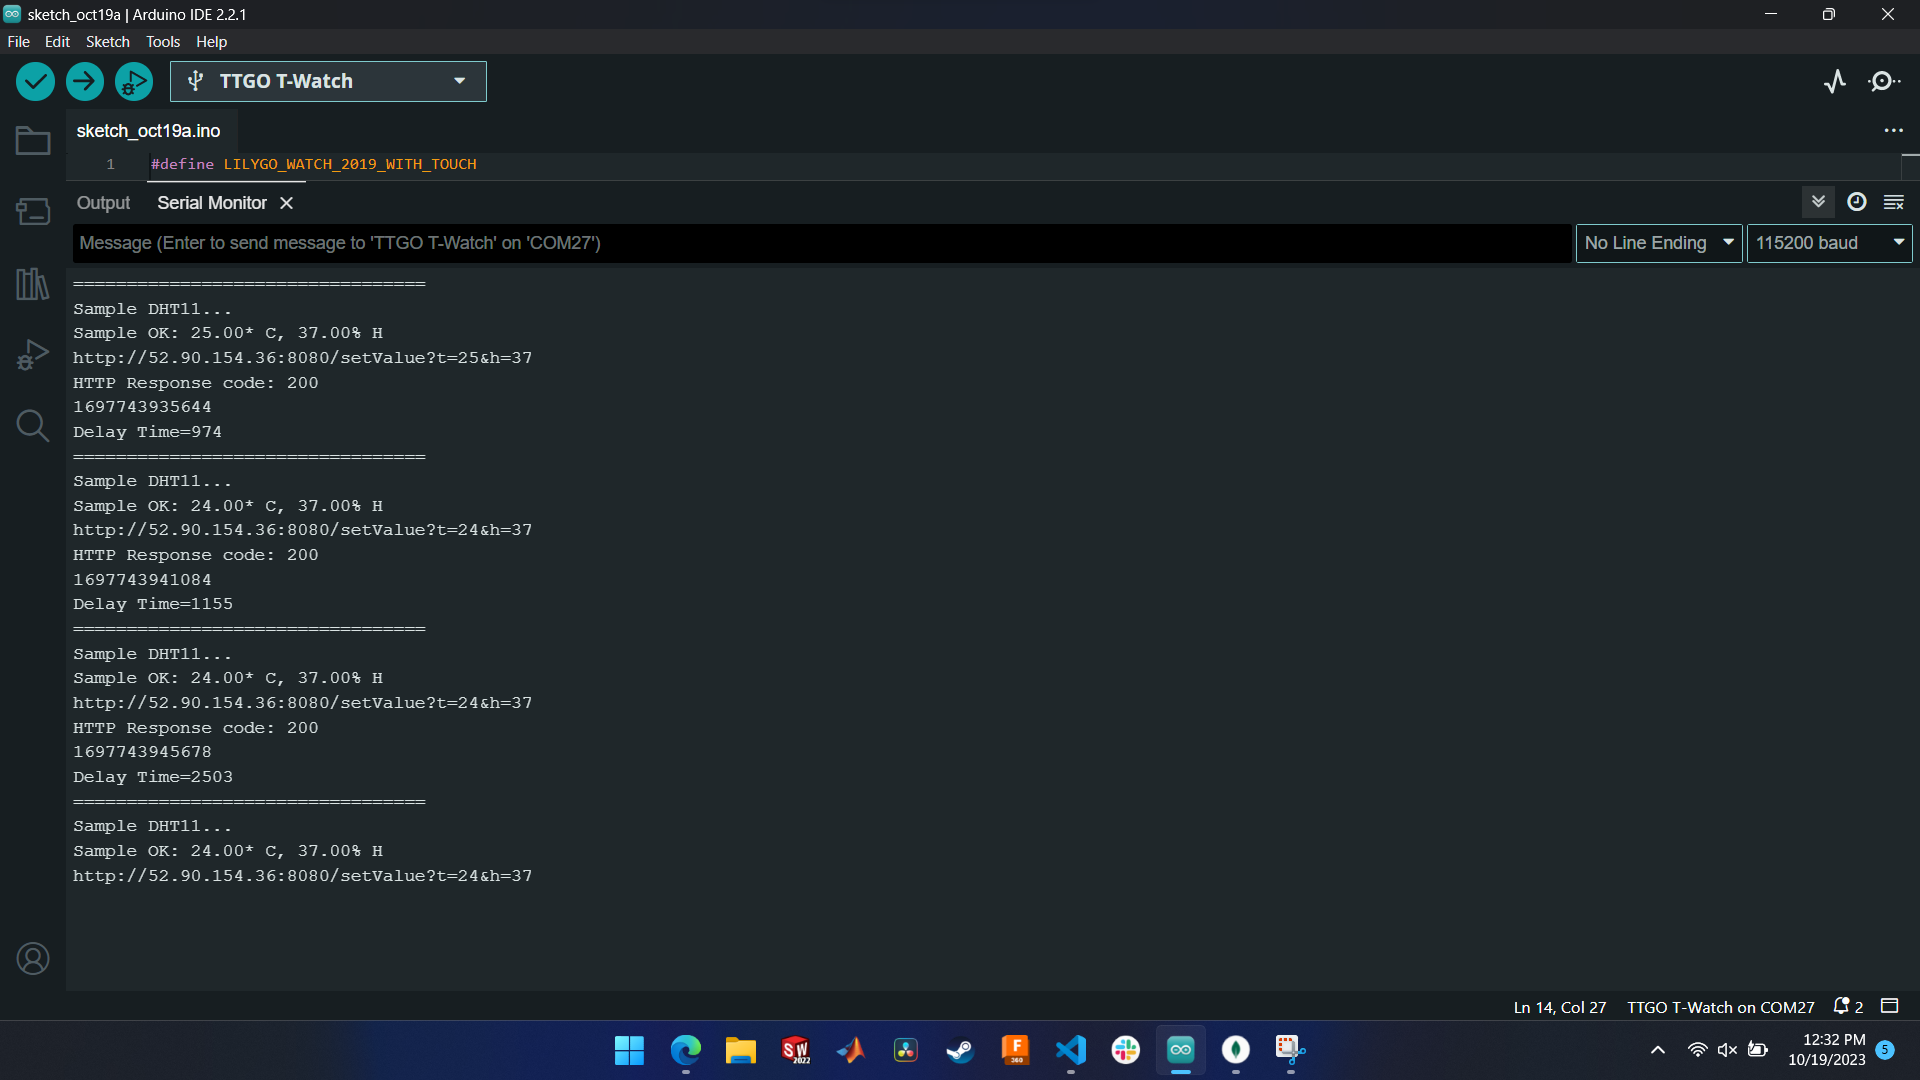 sketch_oct19a | Arduino IDE 2.2.1
File Edit Sketch Tools Help
TTGO T-Watch
sketch_oct19a.ino
1 #define LILYGO_WATCH_2019_WITH_TOUCH
Output Serial Monitor
Message (Enter to send message to 'TTGO T-Watch' on 'COM27')
No Line Ending 115200 baud
=================================
Sample DHT11...
Sample OK: 25.00* C, 37.00% H
http://52.90.154.36:8080/setValue?t=25&h=37
HTTP Response code: 200
1697743935644
Delay Time=974
=================================
Sample DHT11...
Sample OK: 24.00* C, 37.00% H
http://52.90.154.36:8080/setValue?t=24&h=37
HTTP Response code: 200
1697743941084
Delay Time=1155
=================================
Sample DHT11...
Sample OK: 24.00* C, 37.00% H
http://52.90.154.36:8080/setValue?t=24&h=37
HTTP Response code: 200
1697743945678
Delay Time=2503
=================================
Sample DHT11...
Sample OK: 24.00* C, 37.00% H
http://52.90.154.36:8080/setValue?t=24&h=37
Ln 14, Col 27 TTGO T-Watch on COM27 2
SW 2022
F 360
12:32 PM
10/19/2023
5